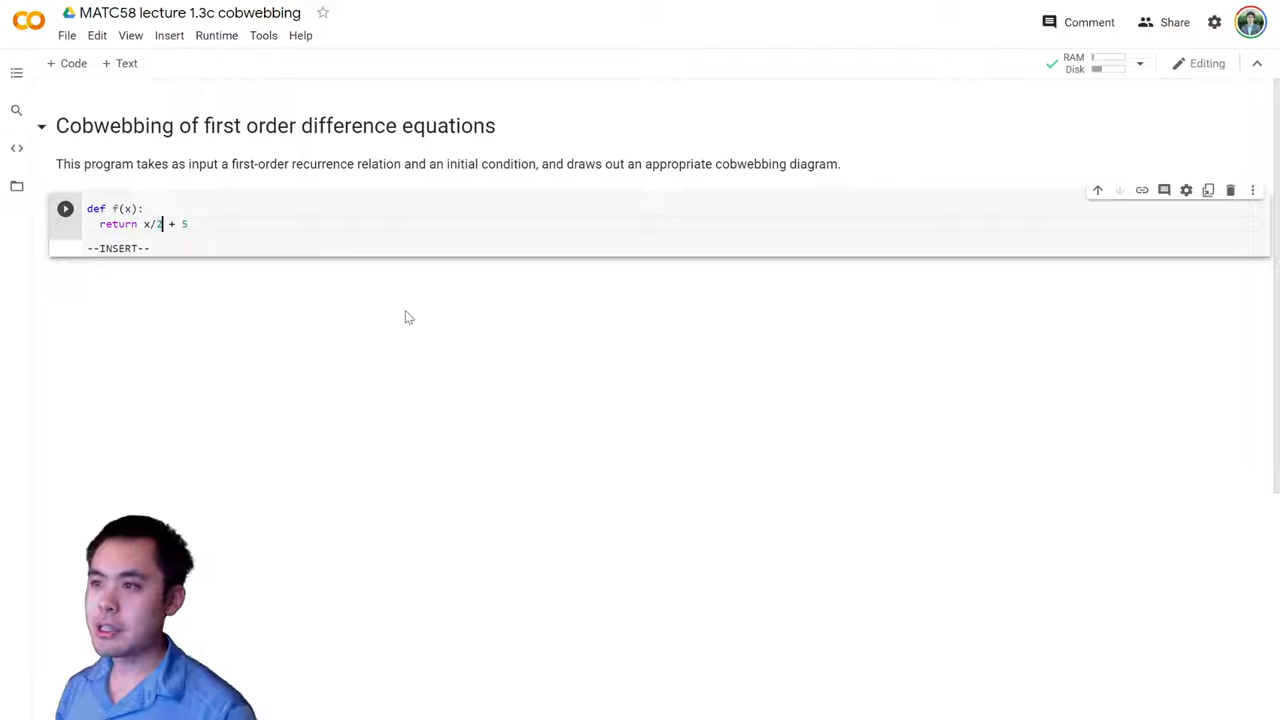 MATC58 lecture 1.3c cobwebbing
File Edit View Insert Runtime Tools Help
Comment Share
+ Code + Text
RAM
Disk
Editing
Cobwebbing of first order difference equations
This program takes as input a first-order recurrence relation and an initial condition, and draws out an appropriate cobwebbing diagram.
def f(x):
return x/2 + 5
--INSERT--